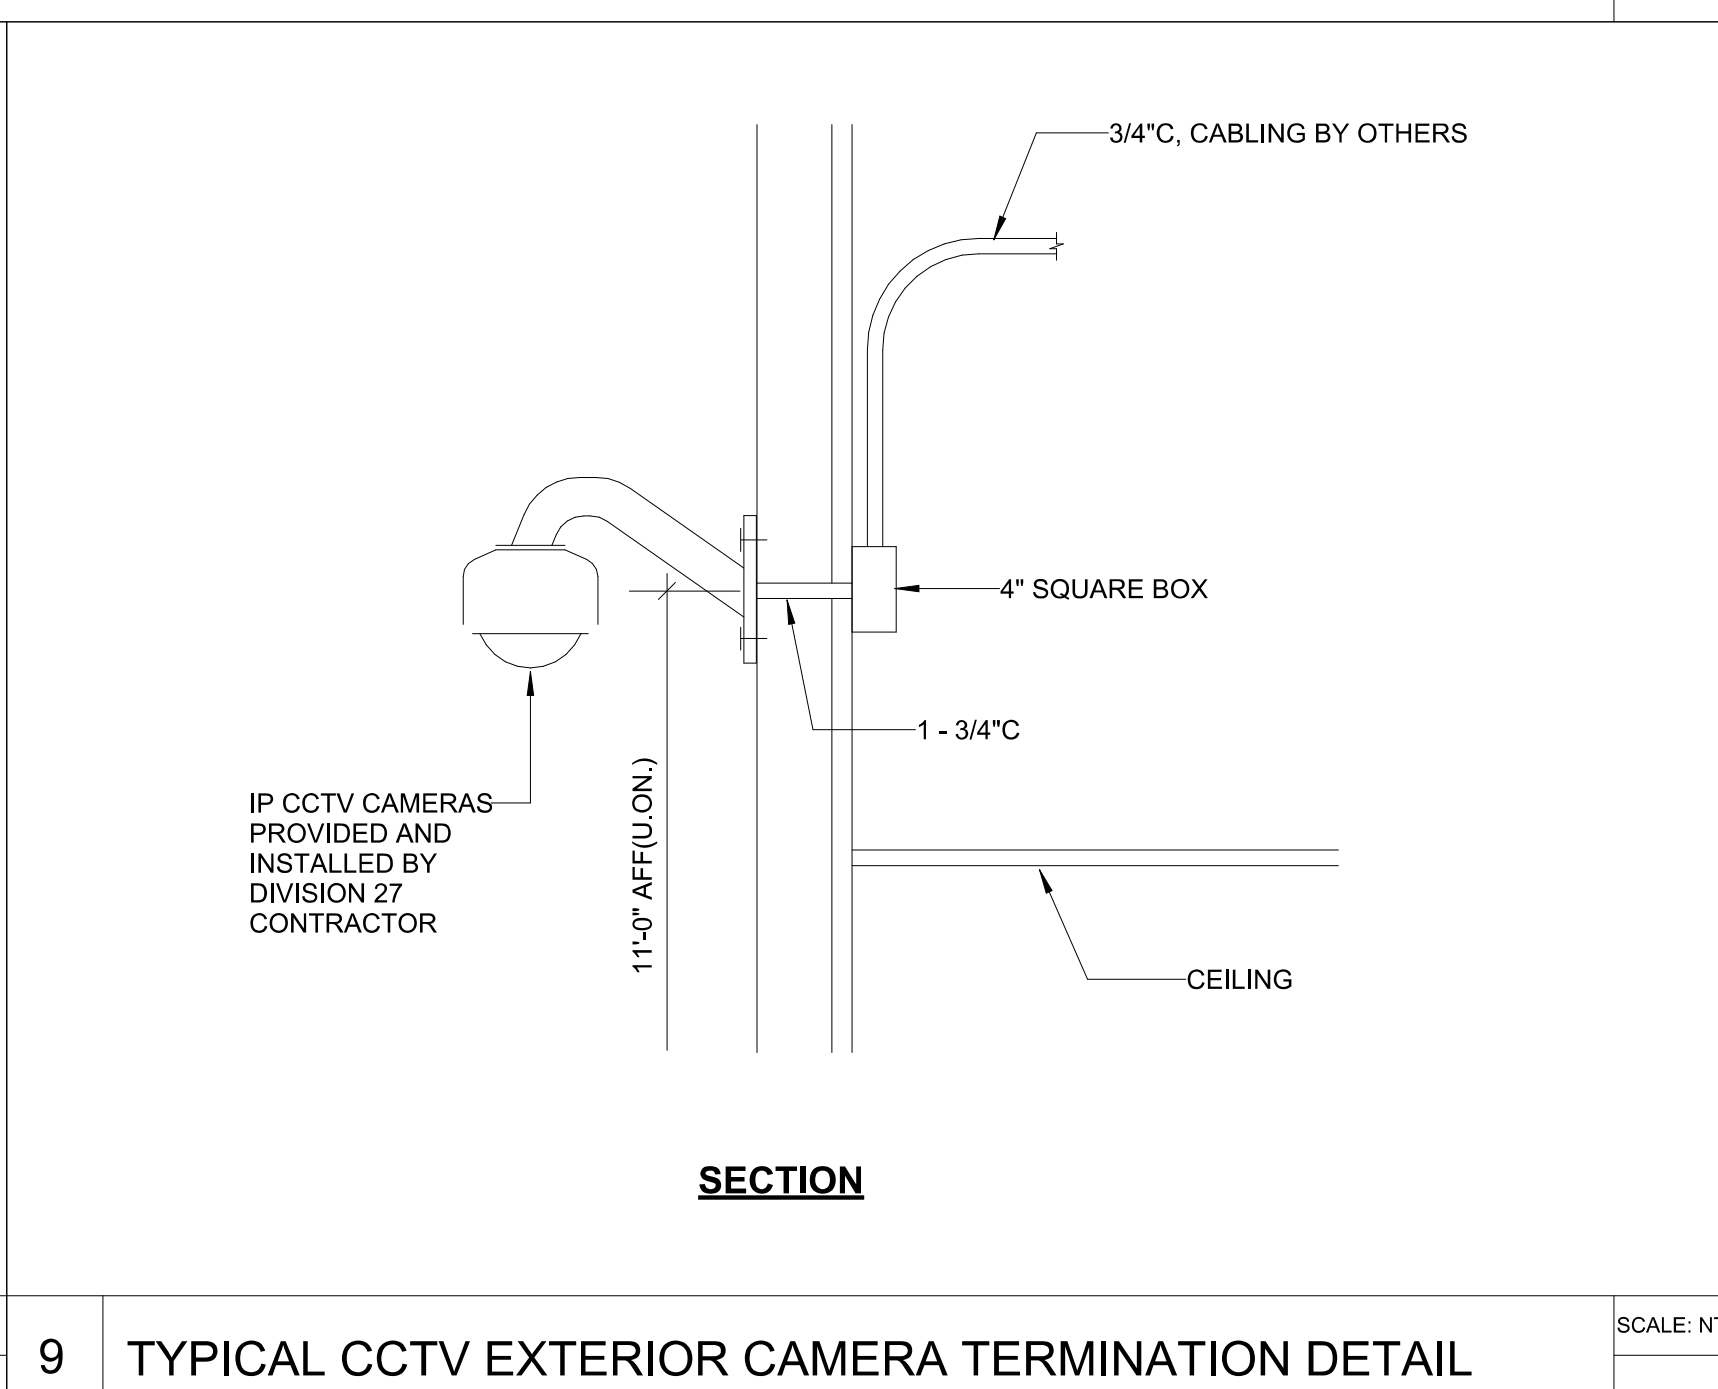 3/4"C, CABLING BY OTHERS
4" SQUARE BOX
1 - 3/4"C
IP CCTV CAMERAS
PROVIDED AND
INSTALLED BY
DIVISION 27
CONTRACTOR
11'-0" AFF(U.ON.)
CEILING
SECTION
9
TYPICAL CCTV EXTERIOR CAMERA TERMINATION DETAIL
SCALE: